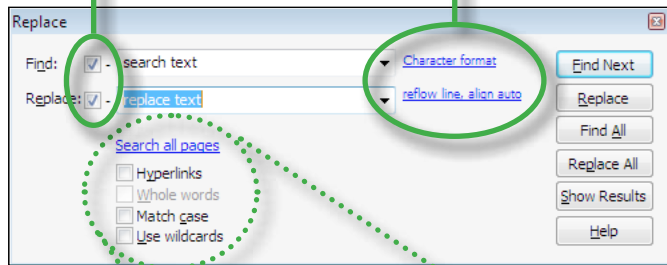 Replace
Find: - search text Character format Find Next
Replace: - replace text reflow line, align auto Replace
Find All
Search all pages
Replace All
Hyperlinks
Whole words
Show Results
Match case
Use wildcards
Help